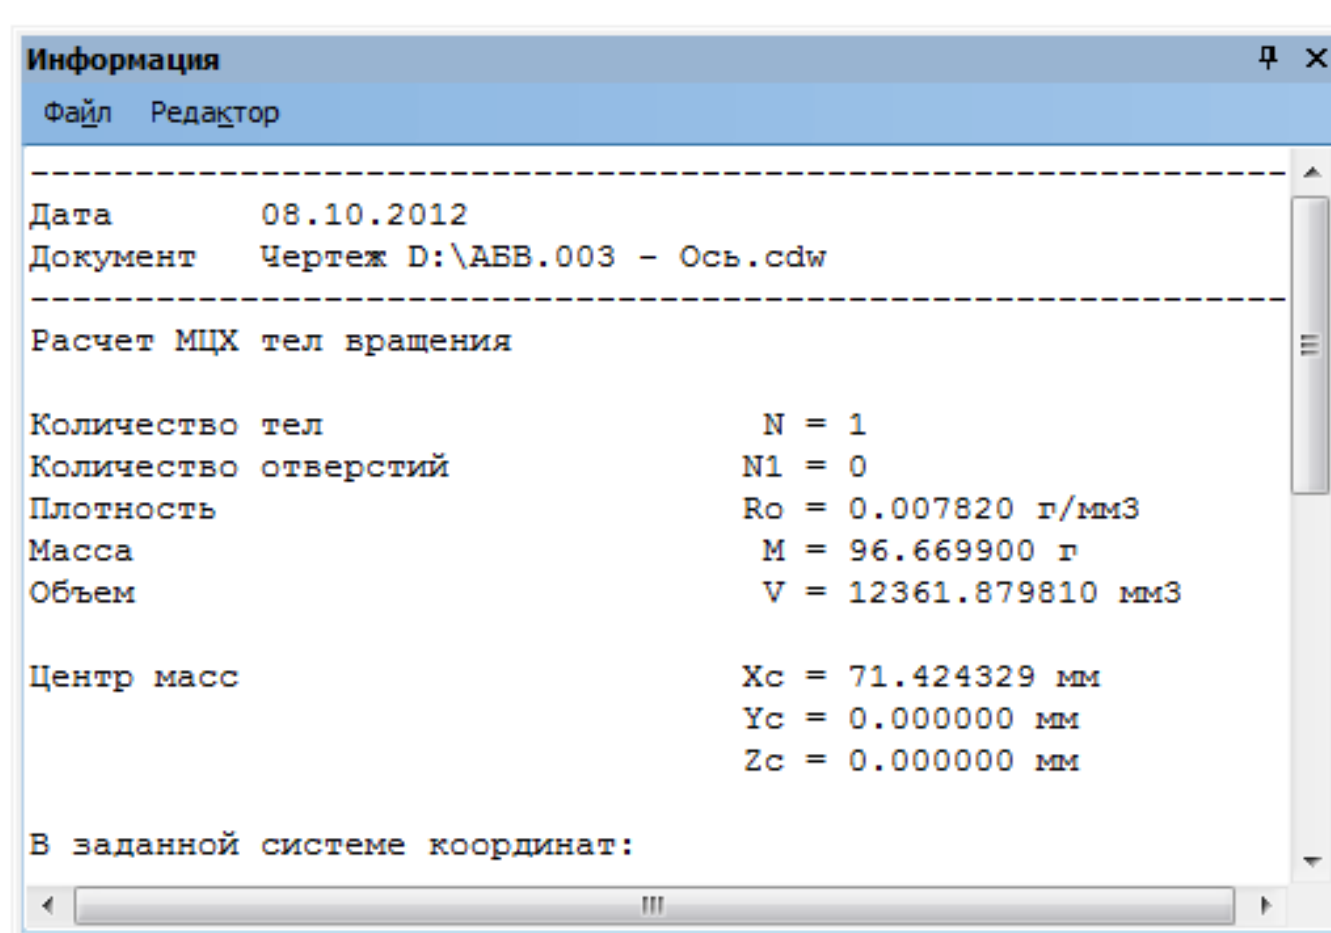 Информация
Файл Редактор
------------------------------------------------------------
Дата 08.10.2012
Документ Чертеж D:\АБВ.003 - Ось.cdw
------------------------------------------------------------
Расчет МЦХ тел вращения
Количество тел N = 1
Количество отверстий N1 = 0
Плотность Ro = 0.007820 г/мм3
Масса M = 96.669900 г
Объем V = 12361.879810 мм3
Центр масс Xc = 71.424329 мм
Yc = 0.000000 мм
Zc = 0.000000 мм
В заданной системе координат: